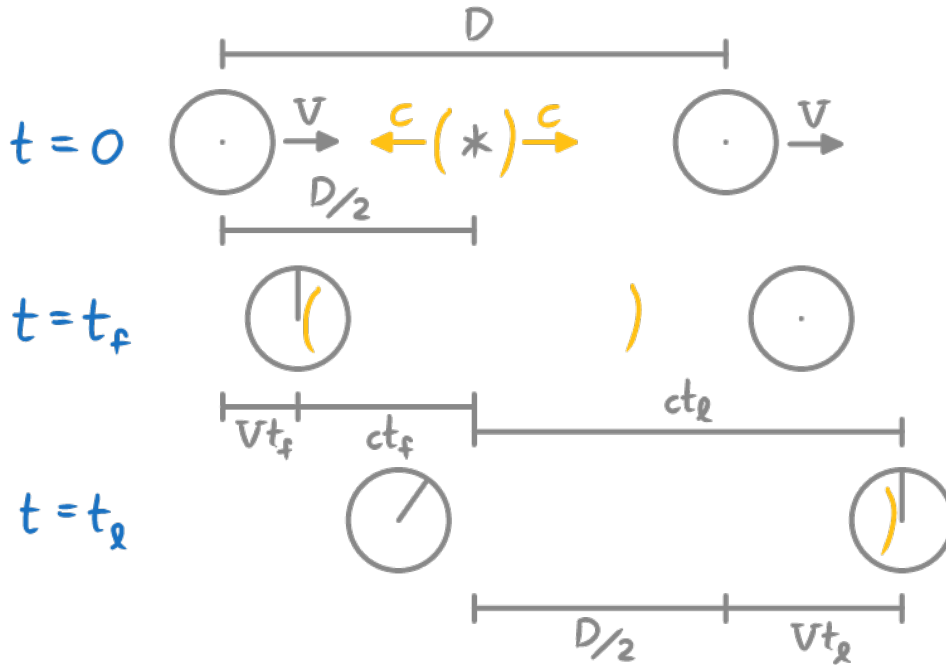 D
t = 0 V c ( * ) c V
D/2
t = t_f ( )
Vt_f ct_f ct_ℓ
t = t_ℓ )
D/2 Vt_ℓ